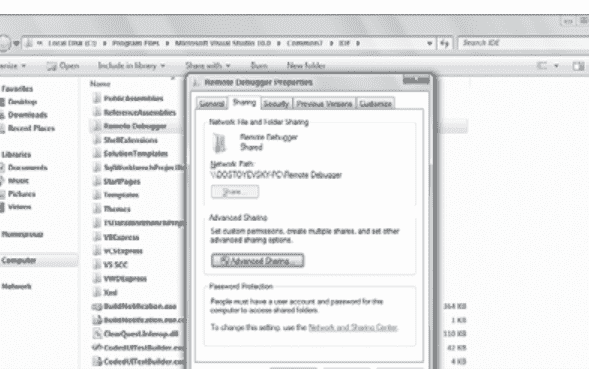 Local Disk (C:) ▸ Program Files ▸ Microsoft Visual Studio 10.0 ▸ Common7 ▸ IDE ▸
Search IDE
Open Include in library Share with Burn New folder
Favorites
Desktop
Downloads
Recent Places
Libraries
Documents
Music
Pictures
Videos
Homegroup
Computer
Network
Name
PublicAssemblies
ReferenceAssemblies
Remote Debugger
ShellExtensions
SolutionTemplates
StartPages
Templates
Themes
VBExpress
VCSExpress
VS SCC
VWDExpress
Xml
BuildNotification.exe
ClearQuest.Interop.dll
CodedUITestBuilder.exe
364 KB
1 KB
110 KB
42 KB
4 KB
Remote Debugger Properties
General Sharing Security Previous Versions Customize
Network File and Folder Sharing
Remote Debugger
Shared
Network Path:
\\DOSTOYEVSKY-PC\Remote Debugger
Share...
Advanced Sharing
Set custom permissions, create multiple shares, and set other
advanced sharing options.
Advanced Sharing...
Password Protection
People must have a user account and password for this
computer to access shared folders.
To change this setting, use the Network and Sharing Center.